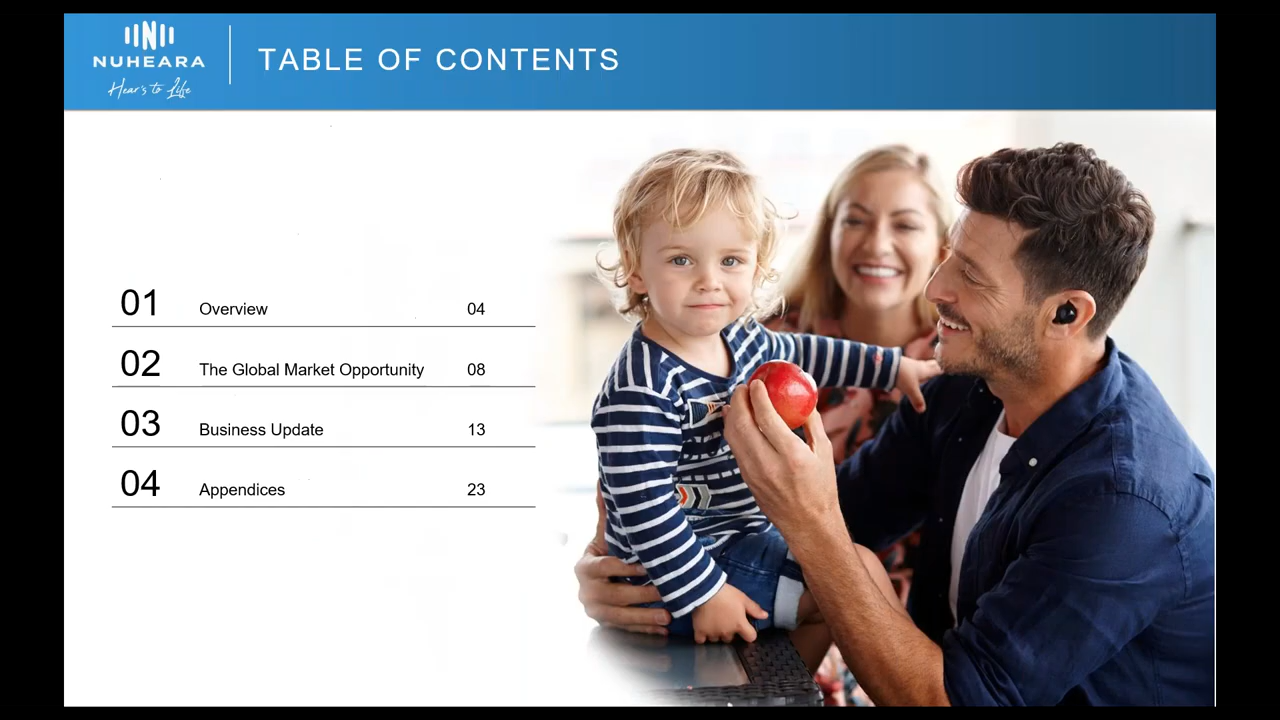 NUHEARA
Hear's to Life
TABLE OF CONTENTS
01 Overview 04
02 The Global Market Opportunity 08
03 Business Update 13
04 Appendices 23